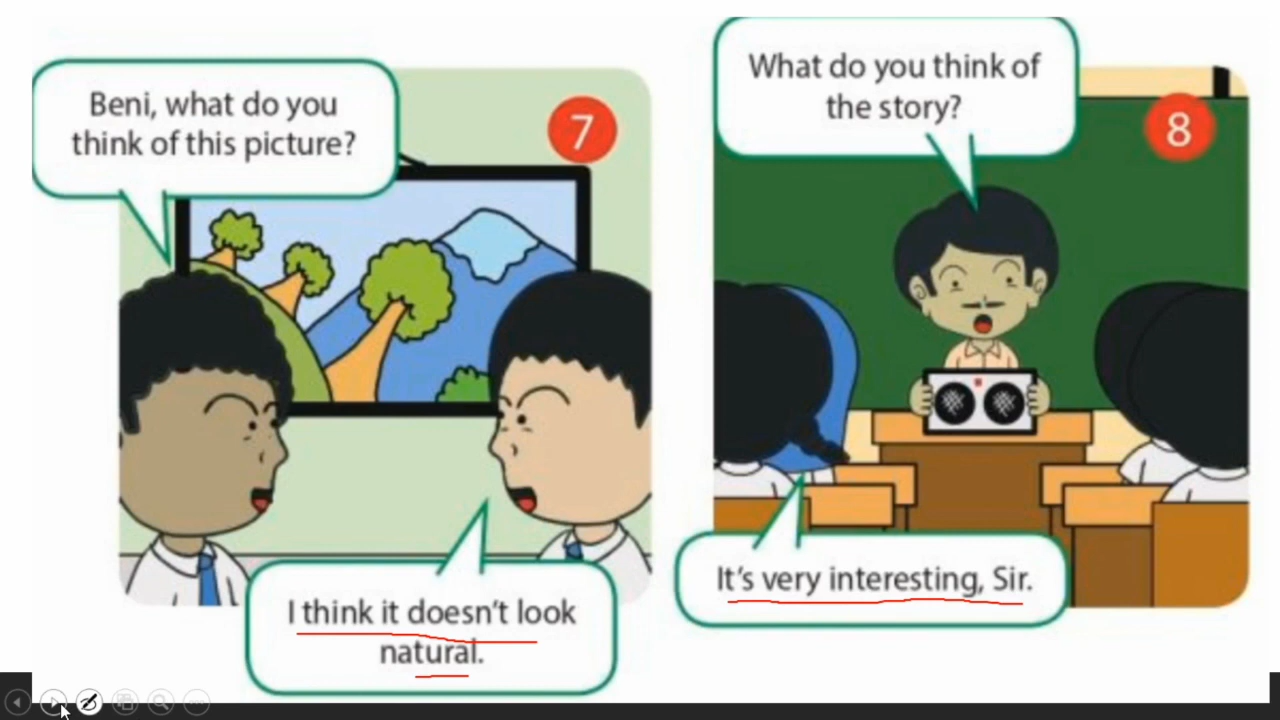 Beni, what do you
think of this picture?
7
I think it doesn't look
natural.
What do you think of
the story?
8
It's very interesting, Sir.